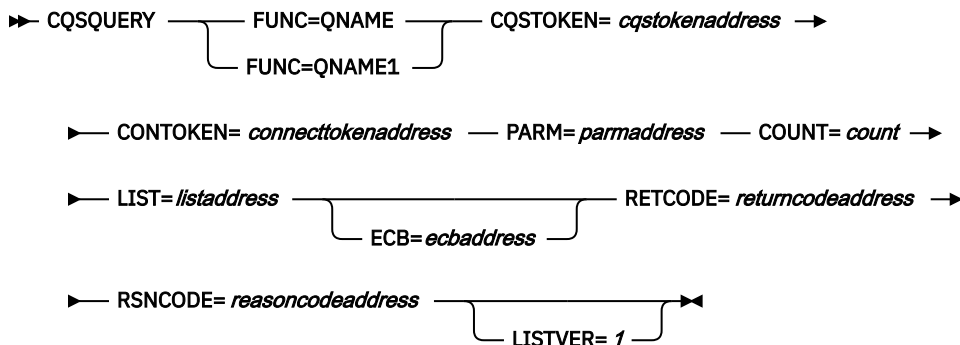 CQSQUERY FUNC=QNAME CQSTOKEN= cqstokenaddress
FUNC=QNAME1
CONTOKEN= connecttokenaddress PARM= parmaddress COUNT= count
LIST= listaddress RETCODE= returncodeaddress
ECB= ecbaddress
RSNCODE= reasoncodeaddress
LISTVER= 1